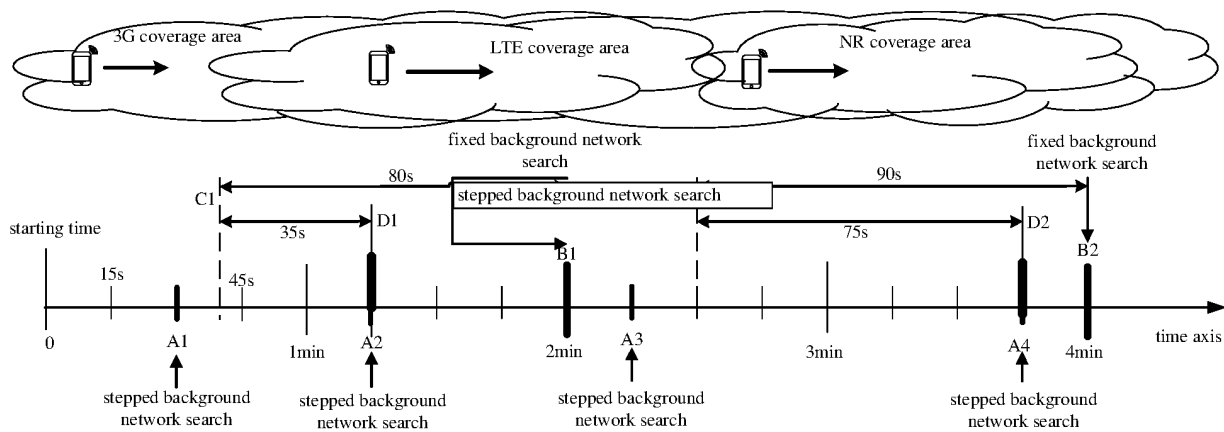 3G coverage area
LTE coverage area
NR coverage area
fixed background network
search
fixed background
network search
80s
90s
C1
stepped background network search
D1
D2
35s
75s
starting time
B1
B2
15s
45s
0
A1
1min
A2
2min
A3
3min
A4
4min
time axis
stepped background
network search
stepped background
network search
stepped background
network search
stepped background
network search